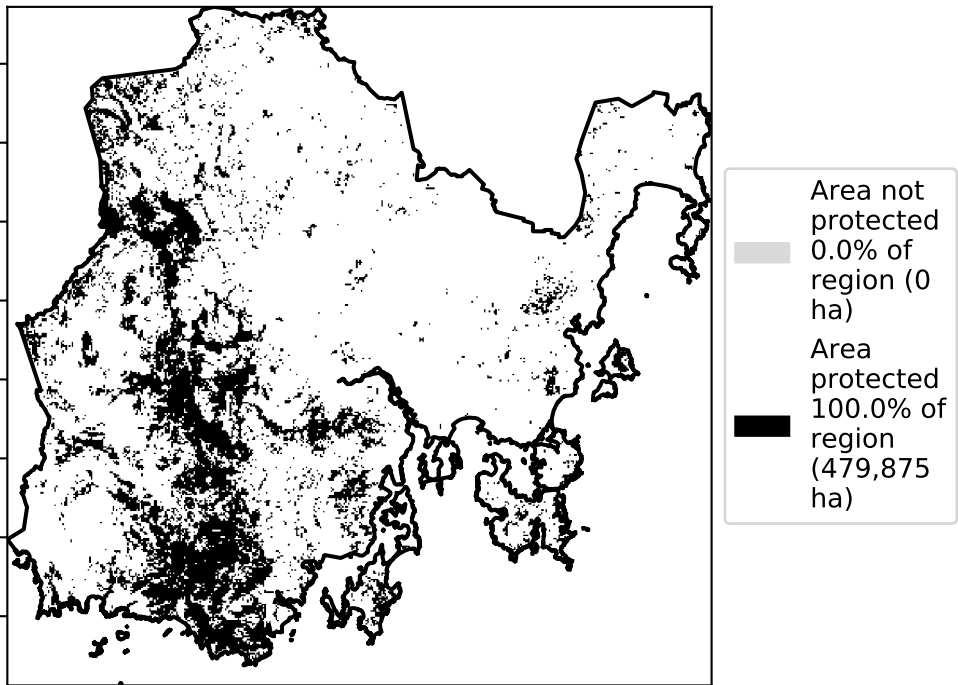 Area not
protected
0.0% of
region (0
ha)
Area
protected
100.0% of
region
(479,875
ha)